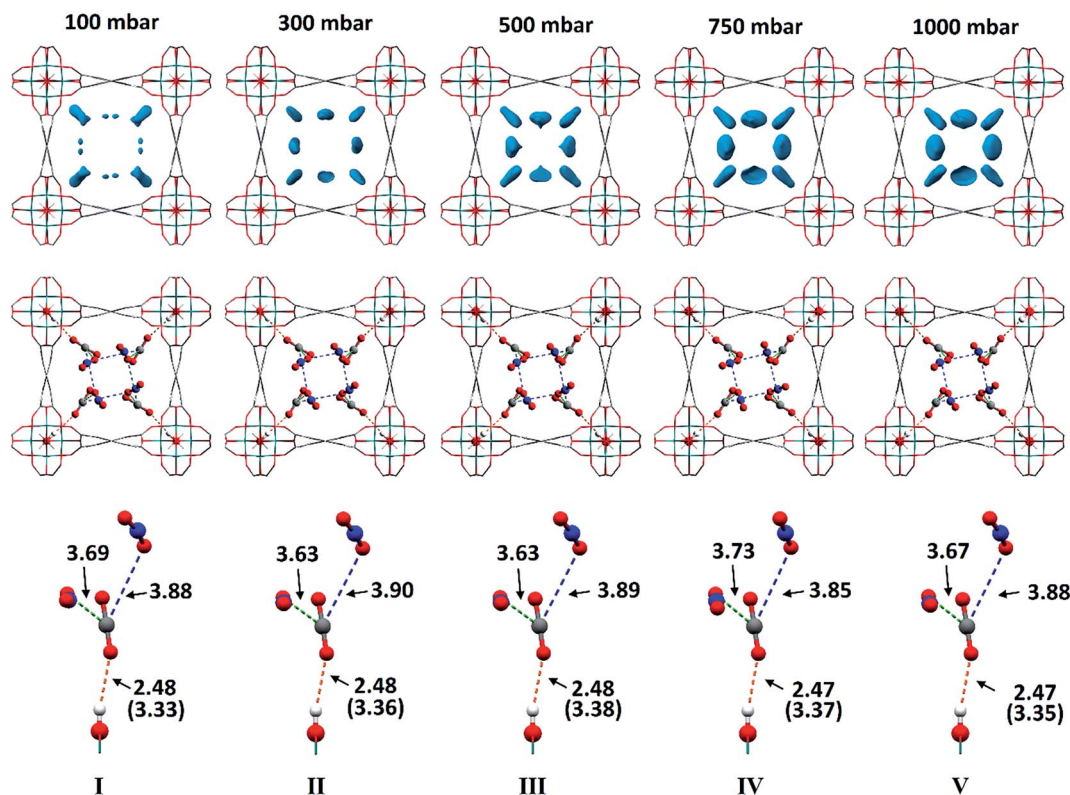 100 mbar 300 mbar 500 mbar 750 mbar 1000 mbar
3.69 3.63 3.63 3.73 3.67
3.88 3.90 3.89 3.85 3.88
2.48 2.48 2.48 2.47 2.47
(3.33) (3.36) (3.38) (3.37) (3.35)
I II III IV V